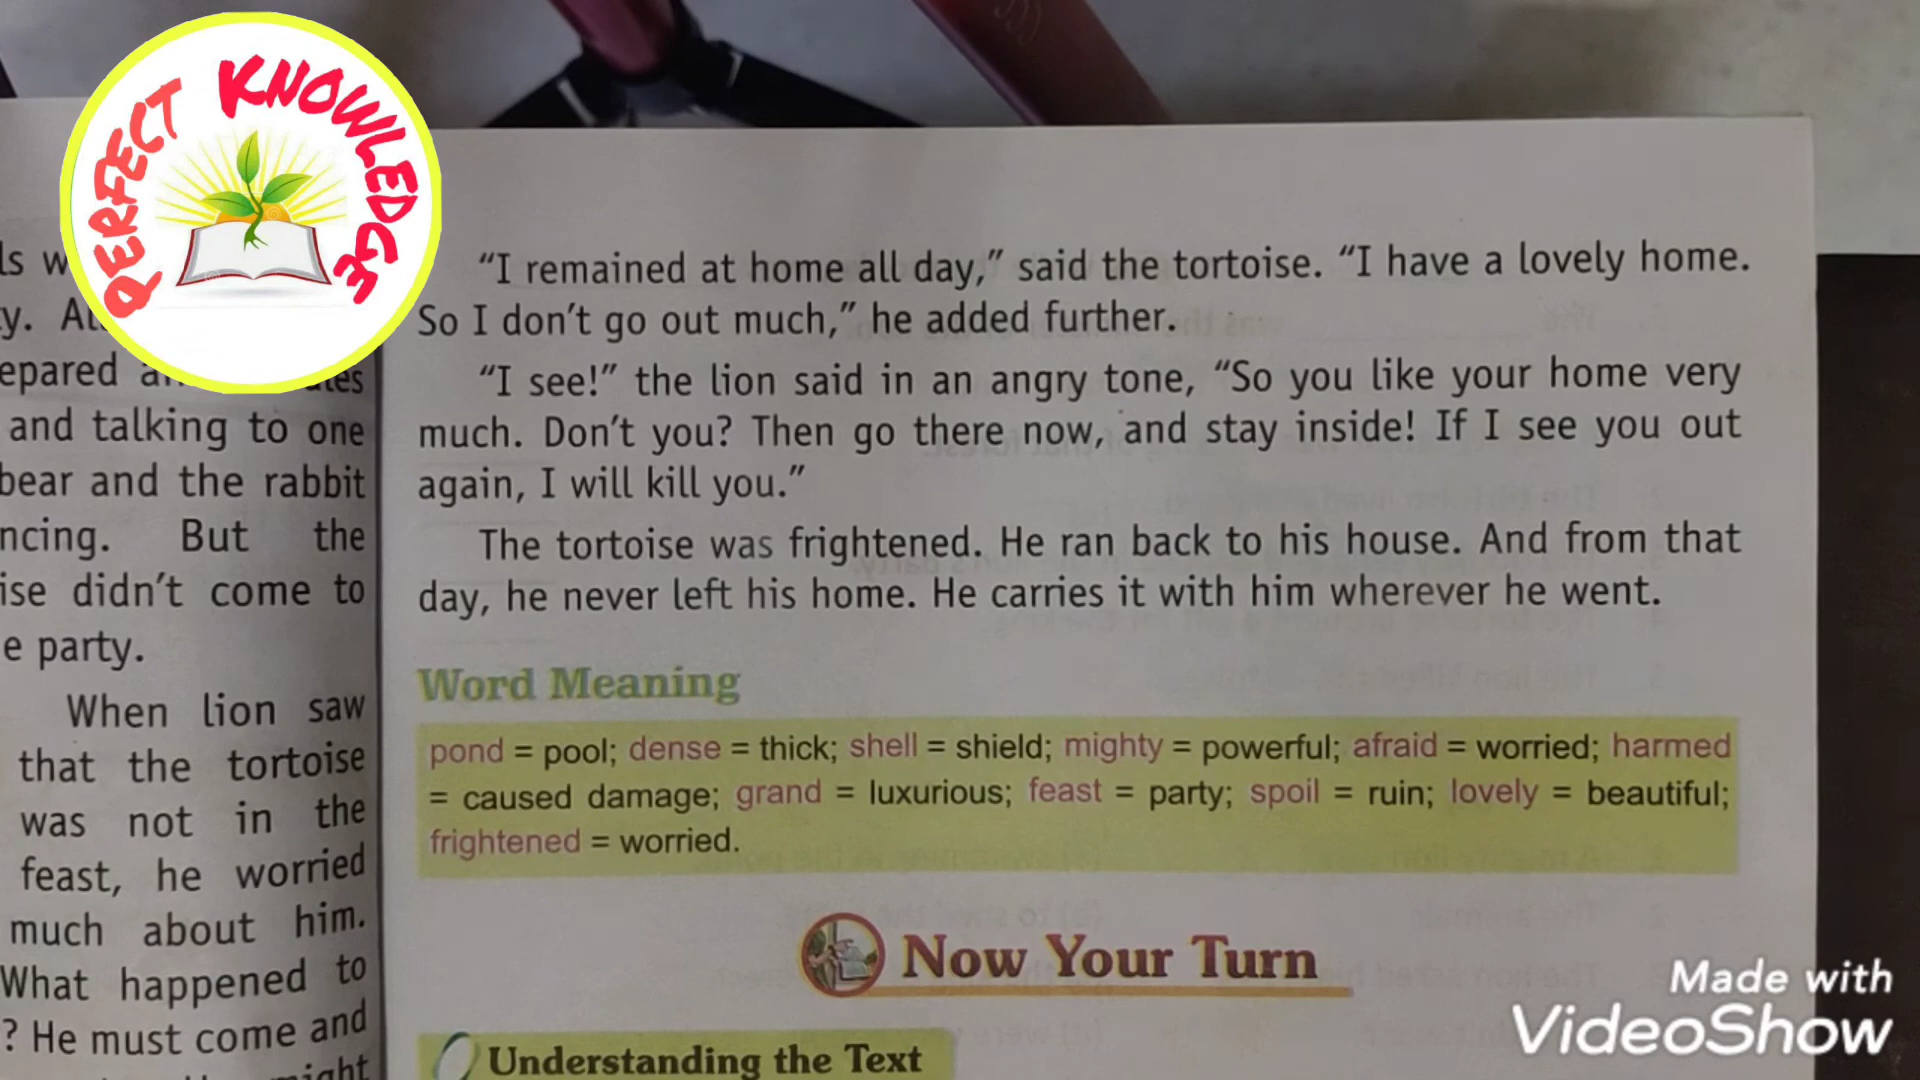 PERFECT KNOWLEDGE
ls
y.
epared
and talking to one
bear and the rabbit
ncing. But the
ise didn't come to
e party.
When lion saw
that the tortoise
was not in the
feast, he worried
much about him.
What happened to
? He must come and
might
“I remained at home all day,” said the tortoise. “I have a lovely home.
So I don't go out much,” he added further.
“I see!” the lion said in an angry tone, “So you like your home very
much. Don't you? Then go there now, and stay inside! If I see you out
again, I will kill you.”
The tortoise was frightened. He ran back to his house. And from that
day, he never left his home. He carries it with him wherever he went.
Word Meaning
pond = pool; dense = thick; shell = shield; mighty = powerful; afraid = worried; harmed
= caused damage; grand = luxurious; feast = party; spoil = ruin; lovely = beautiful;
frightened = worried.
Now Your Turn
Understanding the Text
Made with
VideoShow